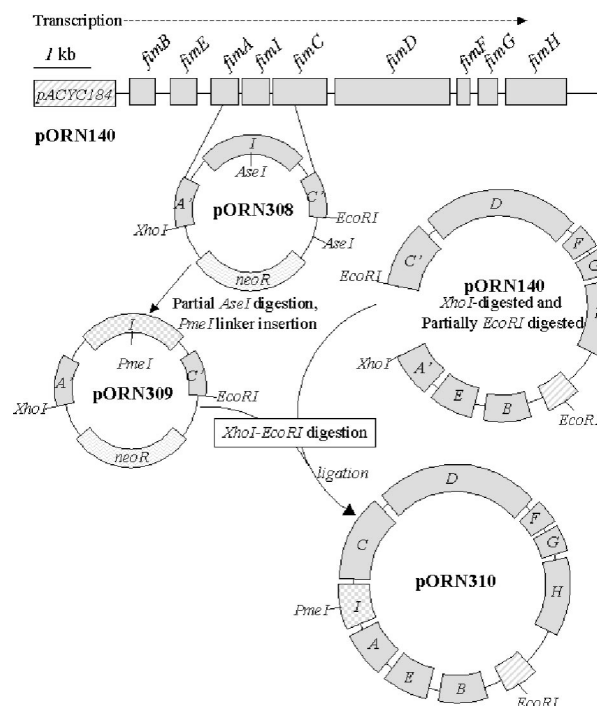 Transcription
1 kb
fimB
fimE
fimA
fimI
fimC
fimD
fimF
fimG
fimH
pACYC184
pORN140
I
AseI
A'
C'
pORN308
XhoI
EcoRI
AseI
neoR
Partial AseI digestion,
PmeI linker insertion
D
F
G
C'
EcoRI
pORN140
XhoI-digested and
Partially EcoRI digested
XhoI
A'
E
B
EcoRI
I
PmeI
A'
C'
pORN309
XhoI
EcoRI
neoR
XhoI-EcoRI digestion
ligation
D
F
G
C
H
pORN310
PmeI
I
A
E
B
EcoRI